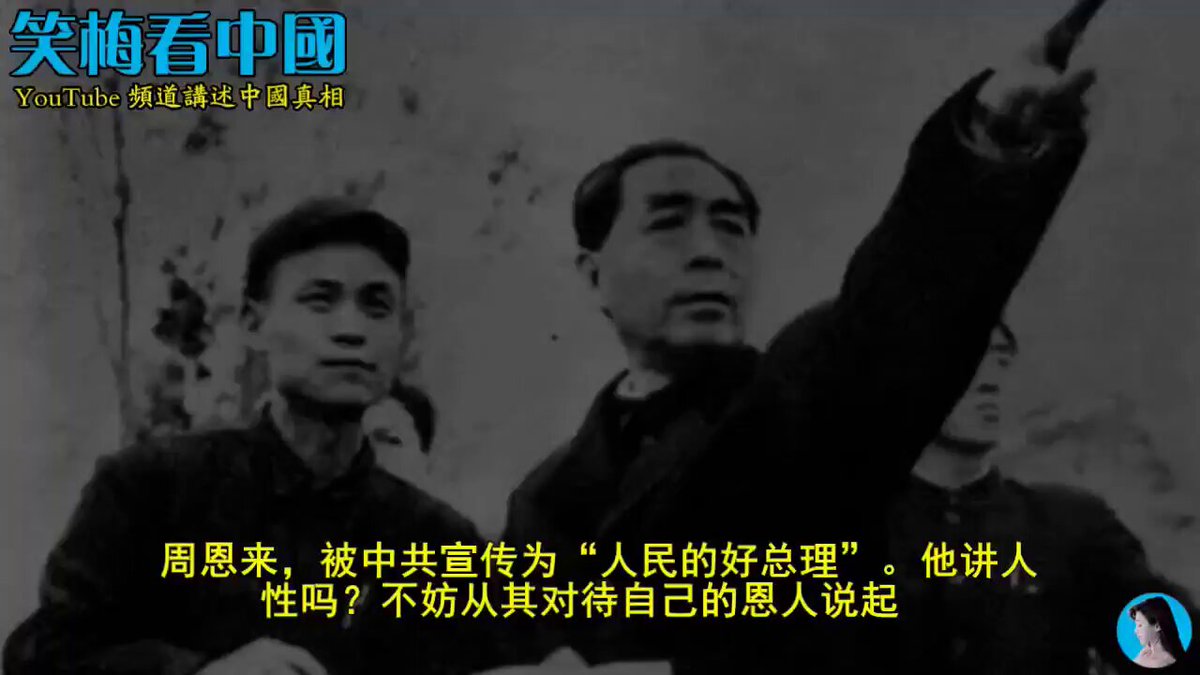 笑梅看中國
YouTube 頻道講述中國真相
周恩来，被中共宣传为“人民的好总理”。他讲人
性吗？不妨从其对待自己的恩人说起